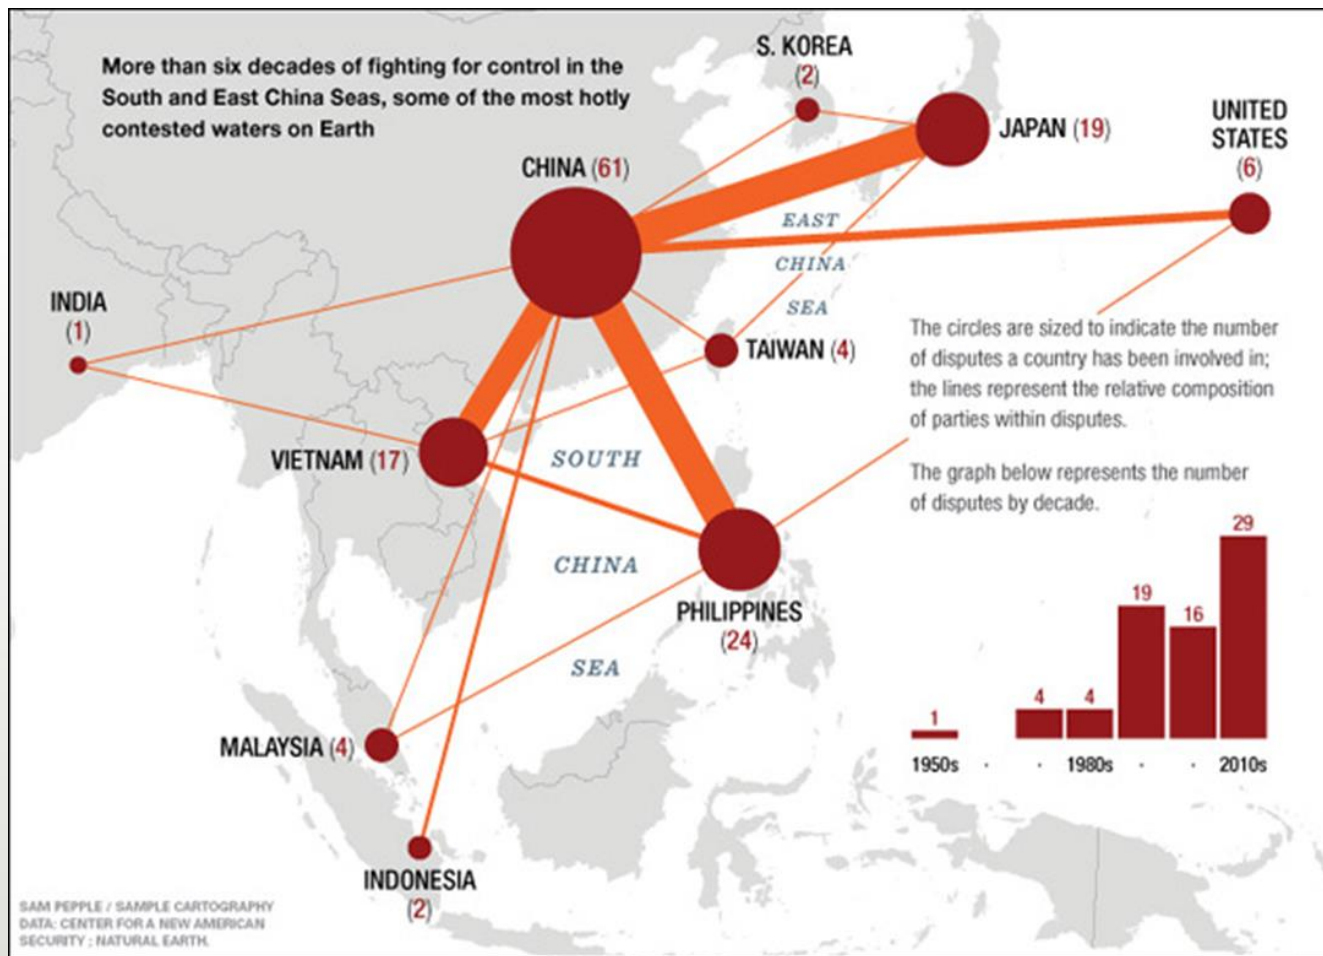 More than six decades of fighting for control in the
South and East China Seas, some of the most hotly
contested waters on Earth
S. KOREA
(2)
JAPAN (19)
UNITED
STATES
(6)
CHINA (61)
EAST
CHINA
SEA
INDIA
(1)
TAIWAN (4)
The circles are sized to indicate the number
of disputes a country has been involved in;
the lines represent the relative composition
of parties within disputes.
VIETNAM (17)
SOUTH
CHINA
SEA
The graph below represents the number
of disputes by decade.
PHILIPPINES
(24)
29
19
16
4
4
1
1950s · · 1980s · · 2010s
MALAYSIA (4)
INDONESIA
(2)
SAM PEPPLE / SAMPLE CARTOGRAPHY
DATA: CENTER FOR A NEW AMERICAN
SECURITY ; NATURAL EARTH.